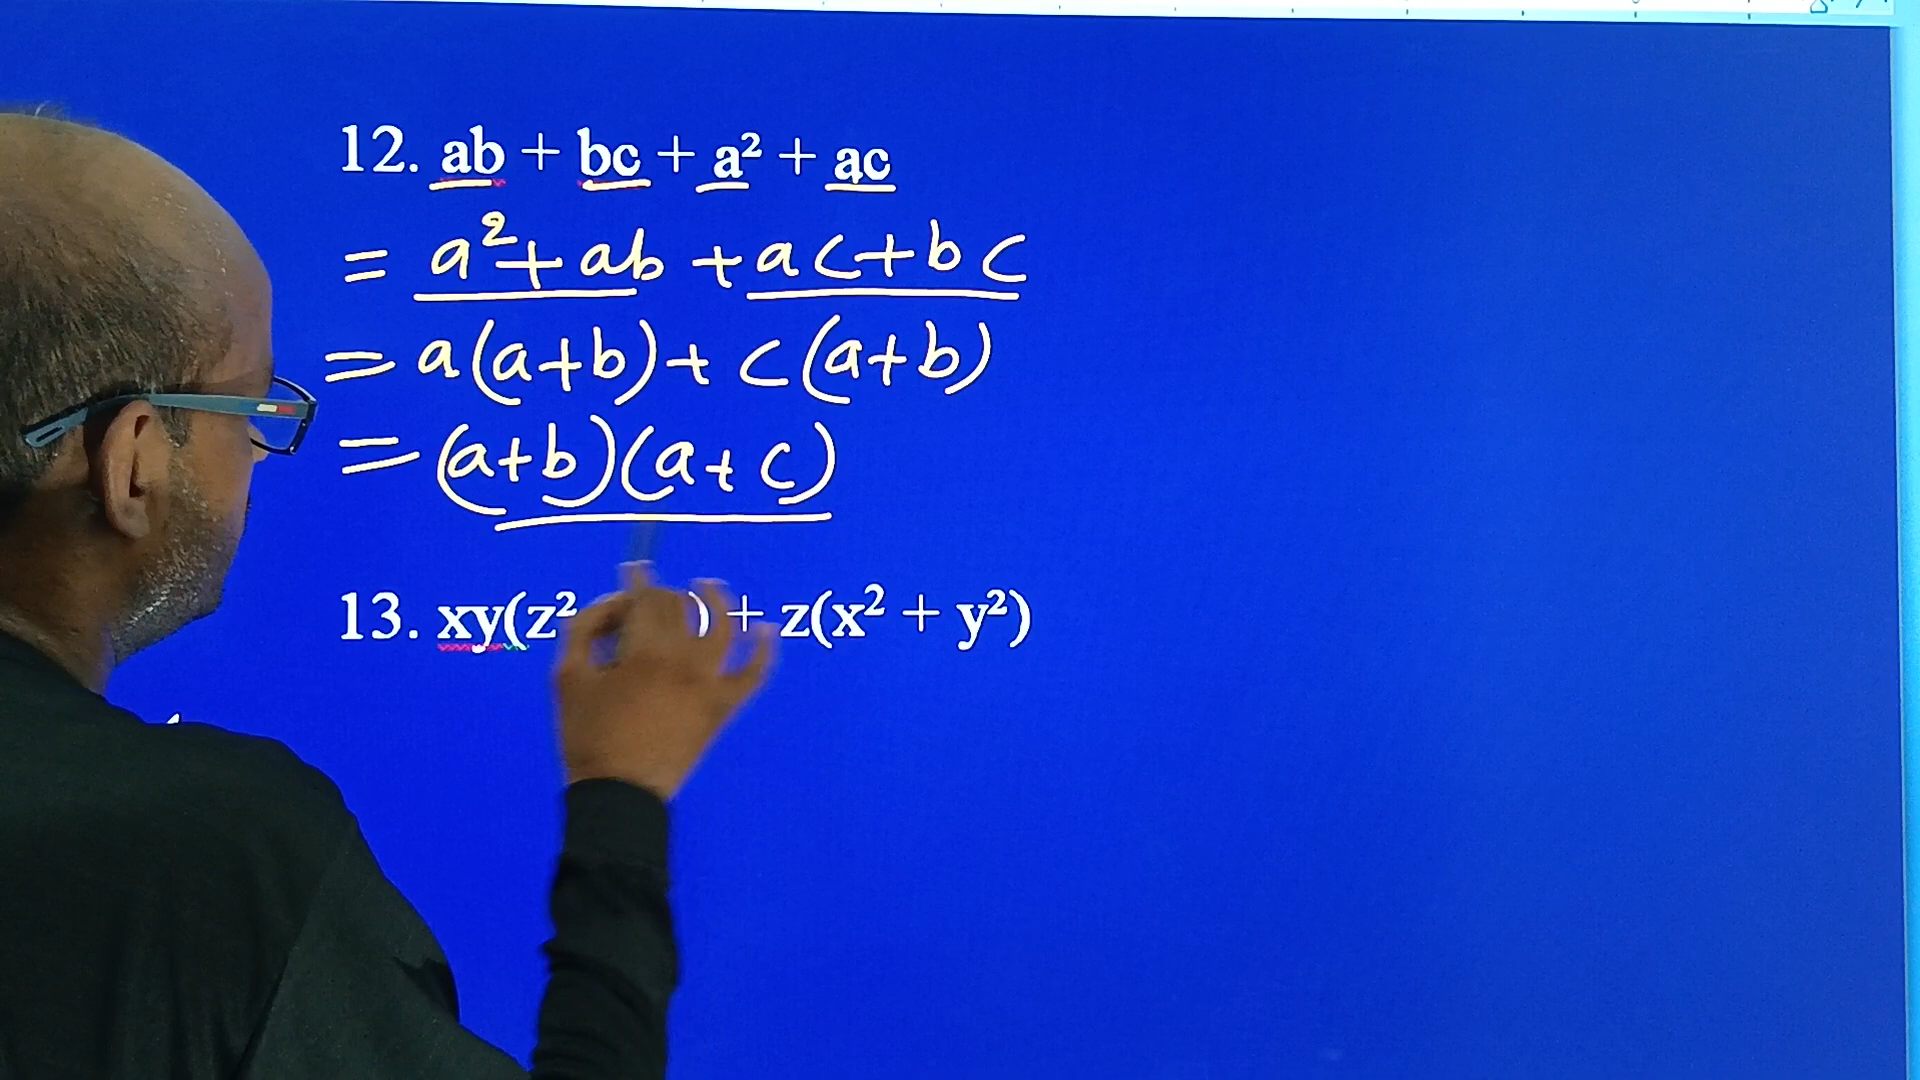 12. ab + bc + a² + ac
= a² + ab + ac + bc
= a(a+b) + c(a+b)
= (a+b)(a+c)
13. xy(z² ) + z(x² + y²)